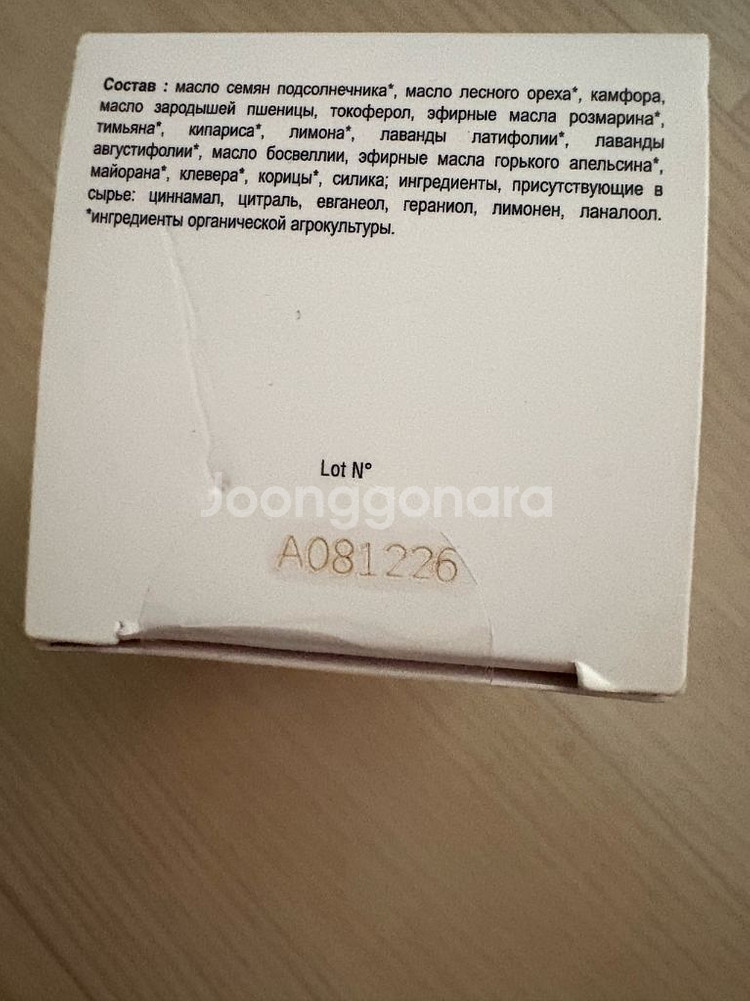 Состав : масло семян подсолнечника*, масло лесного ореха*, камфора,
масло зародышей пшеницы, токоферол, эфирные масла розмарина*,
тимьяна*, кипариса*, лимона*, лаванды латифолии*, лаванды
августифолии*, масло босвеллии, эфирные масла горького апельсина*,
майорана*, клевера*, корицы*, силика; ингредиенты, присутствующие в
сырье: циннамал, цитраль, евганеол, гераниол, лимонен, ланалоол.
*ингредиенты органической агрокультуры.
Lot N°
Joonggonara
A081226